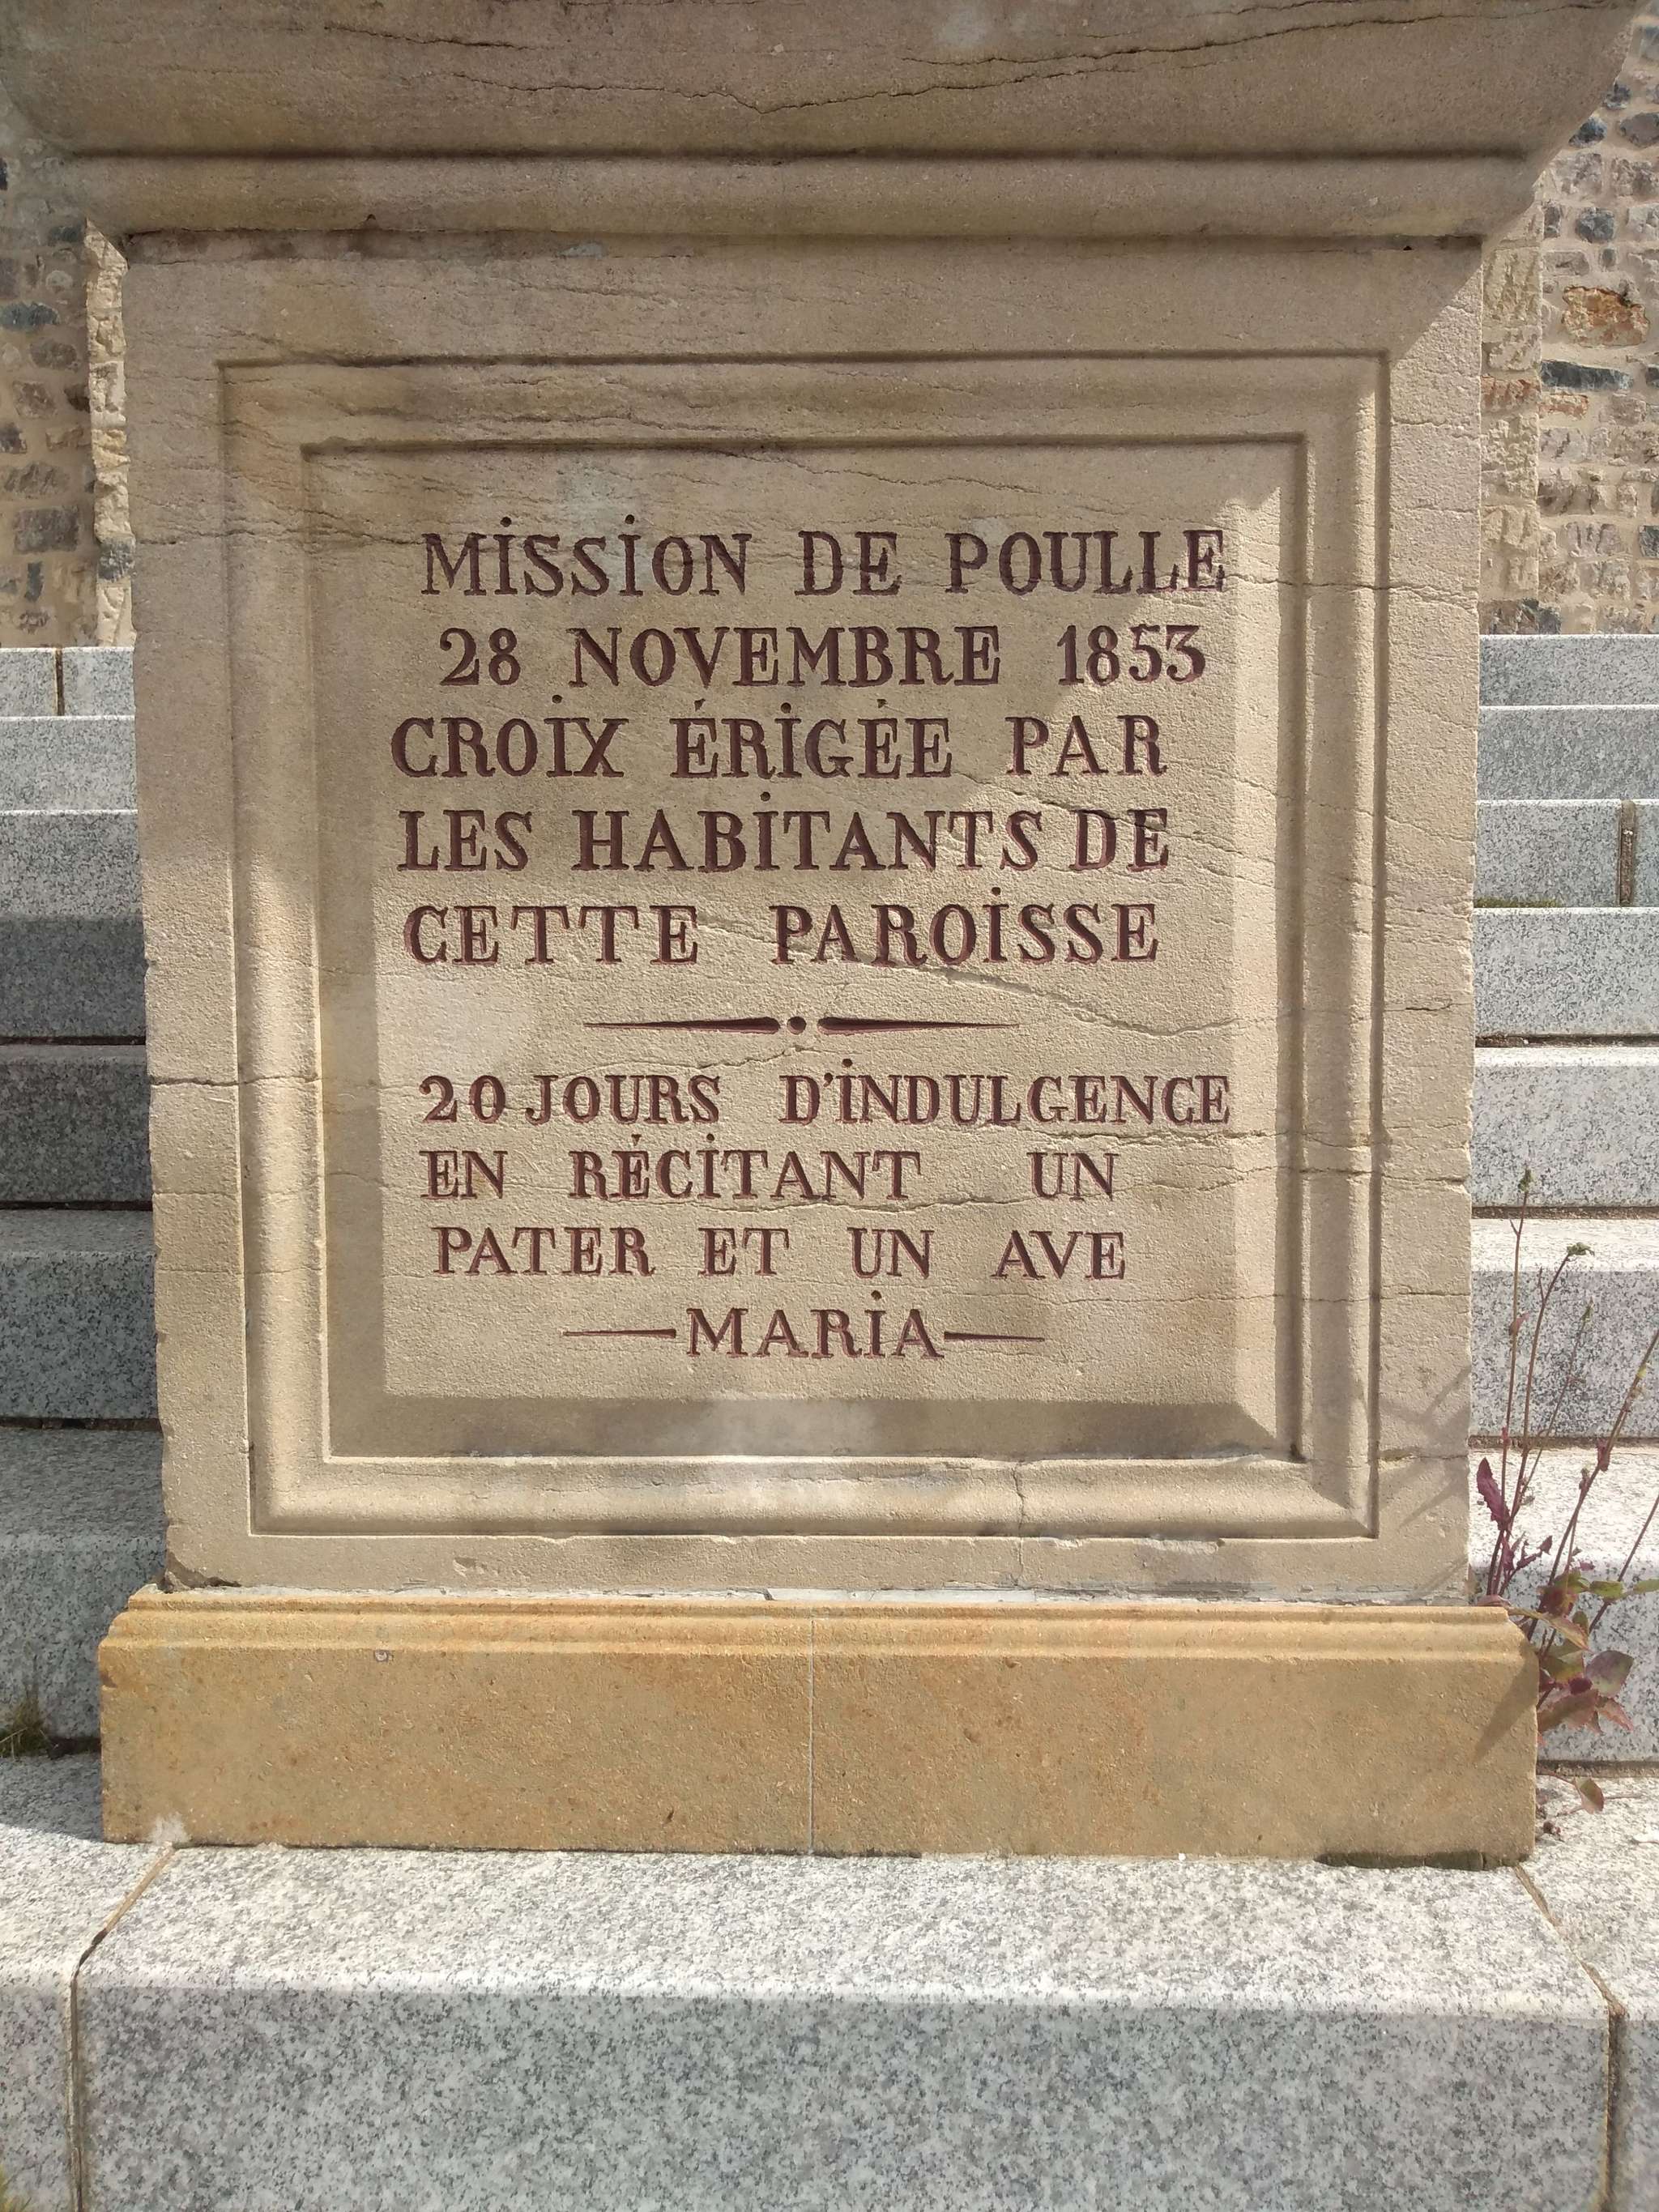 MISSION DE POULLE
28 NOVEMBRE 1853
CROIX ÉRIGÉE PAR
LES HABITANTS DE
CETTE PAROISSE
20 JOURS D'INDULGENCE
EN RÉCITANT UN
PATER ET UN AVE
MARIA